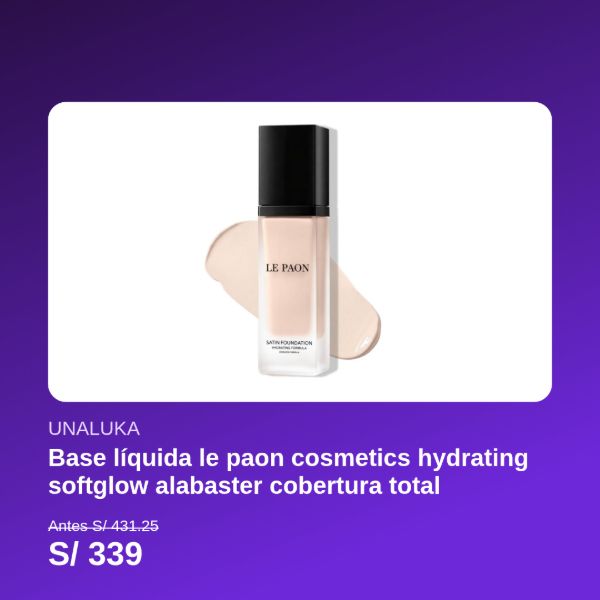 LE PAON
SATIN FOUNDATION
HYDRATING FORMULA
UNALUKA
Base líquida le paon cosmetics hydrating
softglow alabaster cobertura total
Antes S/ 431.25
S/ 339